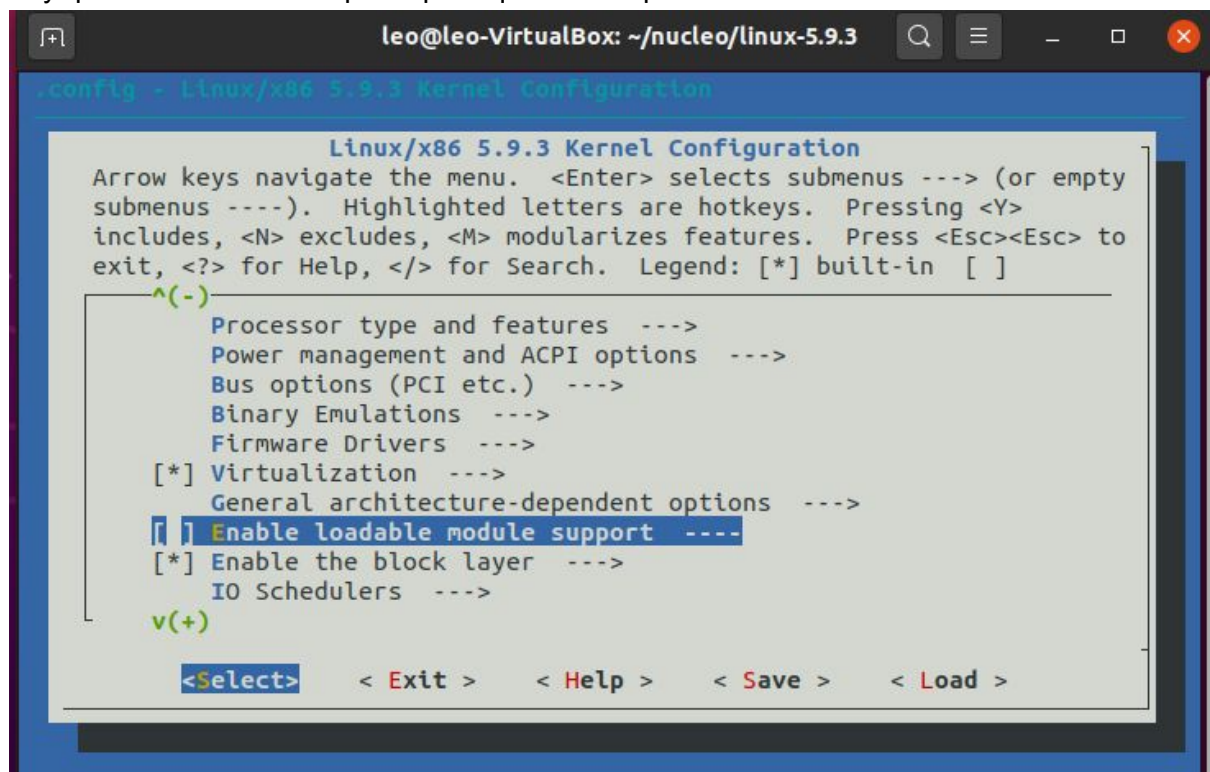 leo@leo-VirtualBox: ~/nucleo/linux-5.9.3
.config - Linux/x86 5.9.3 Kernel Configuration
Linux/x86 5.9.3 Kernel Configuration
Arrow keys navigate the menu.  <Enter> selects submenus ---> (or empty
submenus ----).  Highlighted letters are hotkeys.  Pressing <Y>
includes, <N> excludes, <M> modularizes features.  Press <Esc><Esc> to
exit, <?> for Help, </> for Search.  Legend: [*] built-in  [ ]
^(-)
Processor type and features  --->
Power management and ACPI options  --->
Bus options (PCI etc.)  --->
Binary Emulations  --->
Firmware Drivers  --->
[*] Virtualization  --->
General architecture-dependent options  --->
[ ] Enable loadable module support  ----
[*] Enable the block layer  --->
IO Schedulers  --->
v(+)
<Select>    < Exit >    < Help >    < Save >    < Load >